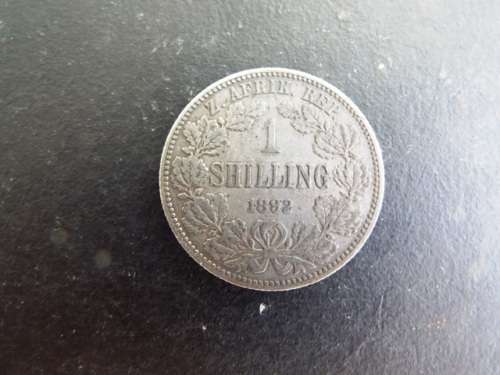 Z. AFRIK. REP.
1
SHILLING
1892